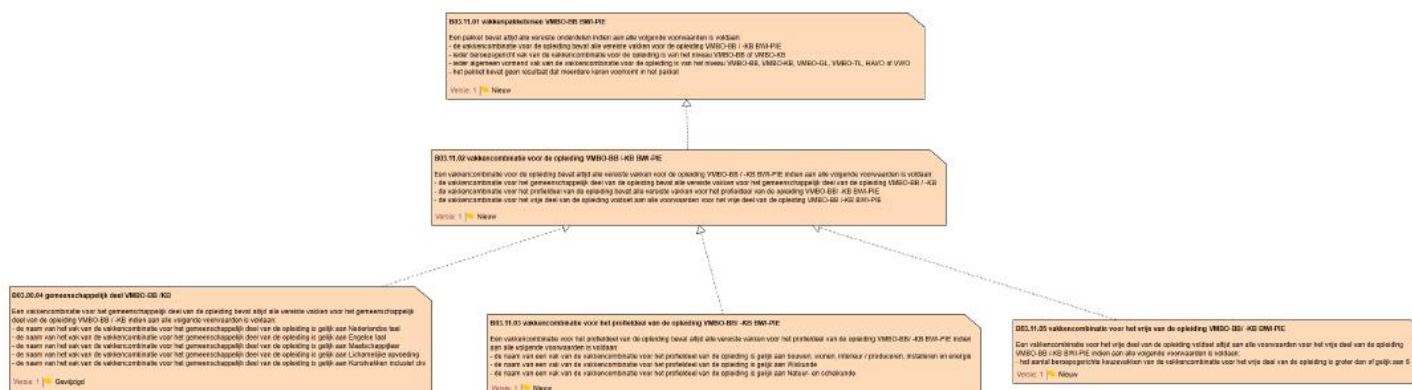 B03.11.01 vakkenpakketeisen VMBO-BB BWI-PIE
Een pakket bevat altijd alle vereiste onderdelen indien aan alle volgende voorwaarden is voldaan:
- de vakkencombinatie voor de opleiding bevat alle vereiste vakken voor de opleiding VMBO-BB / -KB BWI-PIE
- ieder beroepsgericht vak van de vakkencombinatie voor de opleiding is van het niveau VMBO-BB of VMBO-KB
- ieder algemeen vormend vak van de vakkencombinatie voor de opleiding is van het niveau VMBO-BB, VMBO-KB, VMBO-GL, VMBO-TL, HAVO of VWO
- het pakket bevat geen resultaat dat meerdere keren voorkomt in het pakket
Versie: 1 Nieuw
B03.11.02 vakkencombinatie voor de opleiding VMBO-BB /-KB BWI-PIE
Een vakkencombinatie voor de opleiding bevat altijd alle vereiste vakken voor de opleiding VMBO-BB / -KB BWI-PIE indien aan alle volgende voorwaarden is voldaan:
- de vakkencombinatie voor het gemeenschappelijk deel van de opleiding bevat alle vereiste vakken voor het gemeenschappelijk deel van de opleiding VMBO-BB / -KB
- de vakkencombinatie voor het profieldeel van de opleiding bevat alle vereiste vakken voor het profieldeel van de opleiding VMBO-BB/ -KB BWI-PIE
- de vakkencombinatie voor het vrije deel van de opleiding voldoet aan alle voorwaarden voor het vrije deel van de opleiding VMBO-BB /-KB BWI-PIE
Versie: 1 Nieuw
B03.00.04 gemeenschappelijk deel VMBO-BB /KB
Een vakkencombinatie voor het gemeenschappelijk deel van de opleiding bevat altijd alle vereiste vakken voor het gemeenschappelijk
deel van de opleiding VMBO-BB / -KB indien aan alle volgende voorwaarden is voldaan:
- de naam van het vak van de vakkencombinatie voor het gemeenschappelijk deel van de opleiding is gelijk aan Nederlandse taal
- de naam van het vak van de vakkencombinatie voor het gemeenschappelijk deel van de opleiding is gelijk aan Engelse taal
- de naam van het vak van de vakkencombinatie voor het gemeenschappelijk deel van de opleiding is gelijk aan Maatschappijleer
- de naam van het vak van de vakkencombinatie voor het gemeenschappelijk deel van de opleiding is gelijk aan Lichamelijke opvoeding
- de naam van het vak van de vakkencombinatie voor het gemeenschappelijk deel van de opleiding is gelijk aan Kunstvakken inclusief ckv
Versie: 1 Gewijzigd
B03.11.03 vakkencombinatie voor het profieldeel van de opleiding VMBO-BB/ -KB BWI-PIE
Een vakkencombinatie voor het profieldeel van de opleiding bevat altijd alle vereiste vakken voor het profieldeel van de opleiding VMBO-BB/ -KB BWI-PIE indien
aan alle volgende voorwaarden is voldaan:
- de naam van een vak van de vakkencombinatie voor het profieldeel van de opleiding is gelijk aan bouwen, wonen, interieur / produceren, installeren en energie
- de naam van een vak van de vakkencombinatie voor het profieldeel van de opleiding is gelijk aan Wiskunde
- de naam van een vak van de vakkencombinatie voor het profieldeel van de opleiding is gelijk aan Natuur- en scheikunde
Versie: 1 Nieuw
B03.11.05 vakkencombinatie voor het vrije van de opleiding VMBO-BB/ -KB BWI-PIE
Een vakkencombinatie voor het vrije deel van de opleiding voldoet altijd aan alle voorwaarden voor het vrije deel van de opleiding
VMBO-BB /-KB BWI-PIE indien aan alle volgende voorwaarden is voldaan:
- het aantal beroepsgerichte keuzevakken van de vakkencombinatie voor het vrije deel van de opleiding is groter dan of gelijk aan
Versie: 1 Nieuw